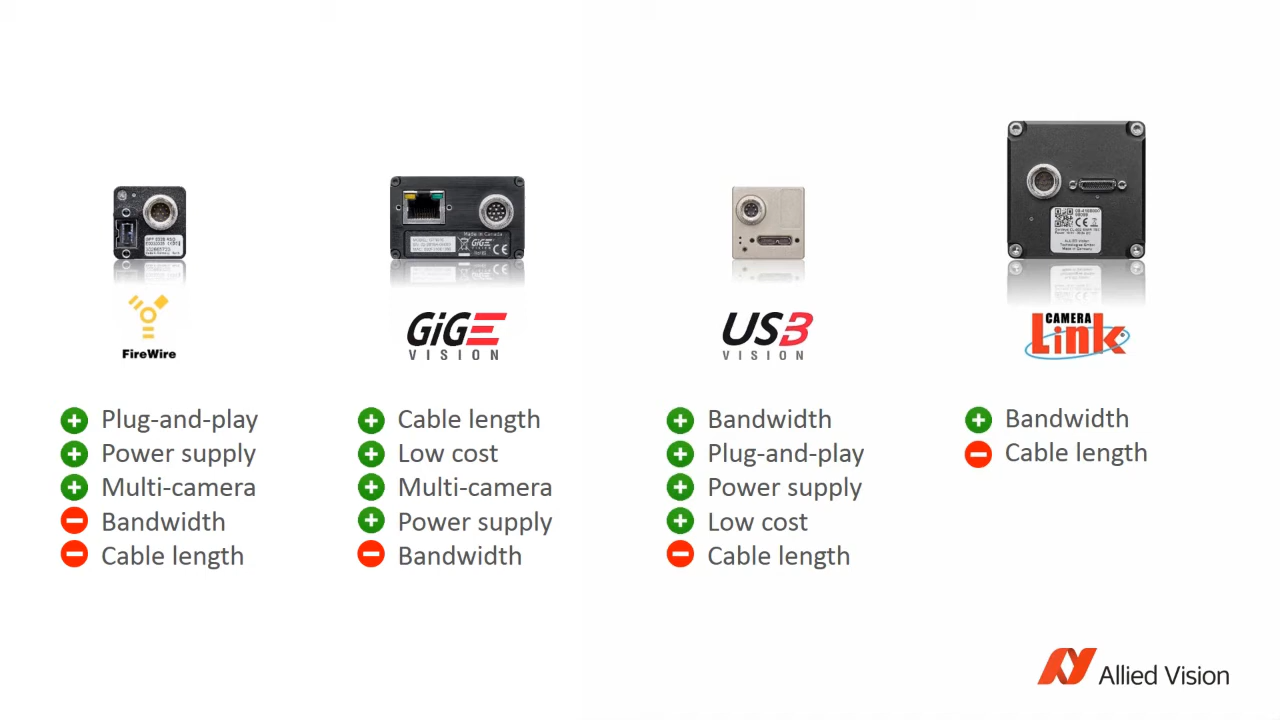 FireWire
GiGE
VISION
USB
VISION
CAMERA
Link
Plug-and-play
Power supply
Multi-camera
Bandwidth
Cable length
Cable length
Low cost
Multi-camera
Power supply
Bandwidth
Bandwidth
Plug-and-play
Power supply
Low cost
Cable length
Bandwidth
Cable length
Allied Vision